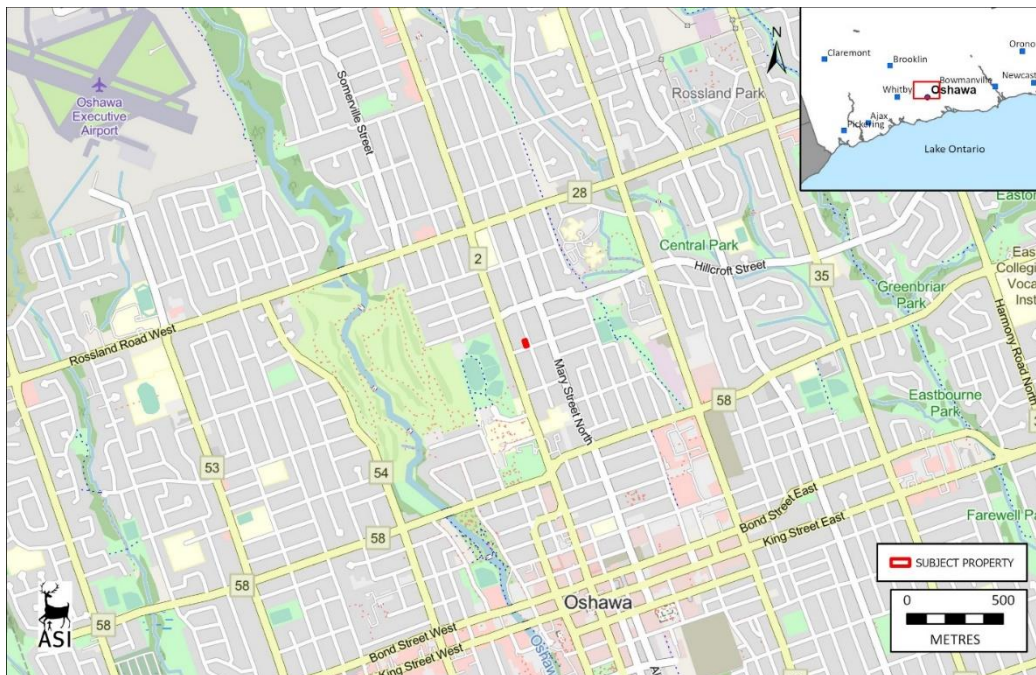 Oshawa
Executive
Airport
Somerville Street
Rossland Park
N
Claremont
Brooklin
Orono
Whitby
Oshawa
Bowmanville
Ajax
Pickering
Lake Ontario
28
2
Central Park
Hillcroft Street
35
Greenbriar
Park
Rossland Road West
Mary Street North
Harmony Road North
Eastbourne
Park
58
53
54
58
58
58
Bond Street East
King Street East
Oshawa
Bond Street West
King Street West
ASI
SUBJECT PROPERTY
0 500
METRES